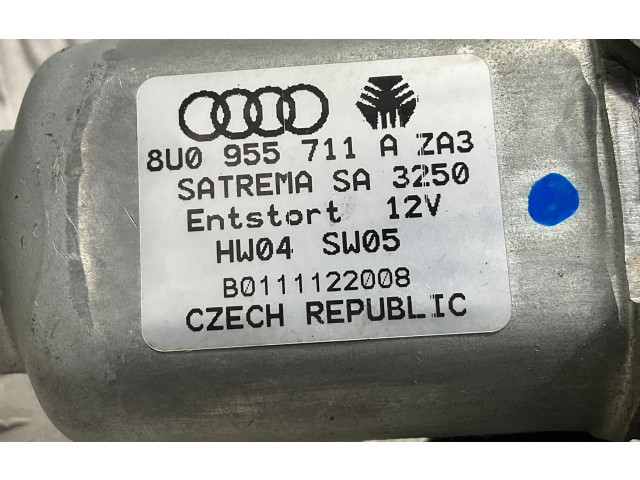 8U0 955 711 A ZA3
SATREMA SA 3250
Entstort 12V
HW04 SW05
B0111122008
CZECH REPUBLIC